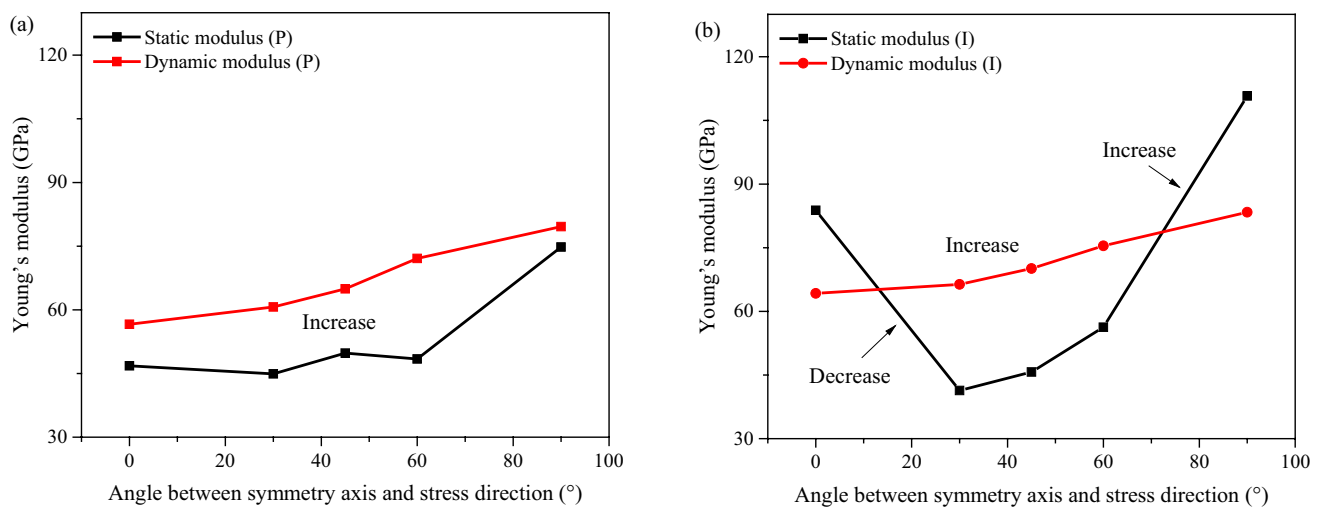 (a)
Static modulus (P)
Dynamic modulus (P)
120
90
60
30
Young's modulus (GPa)
Increase
0 20 40 60 80 100
Angle between symmetry axis and stress direction (°)
(b)
Static modulus (I)
Dynamic modulus (I)
120
90
60
30
Young's modulus (GPa)
Increase
Increase
Decrease
0 20 40 60 80 100
Angle between symmetry axis and stress direction (°)